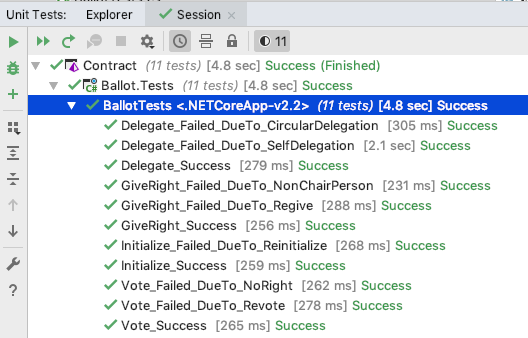 Unit Tests: Explorer Session
11
Contract (11 tests) [4.8 sec] Success (Finished)
Ballot.Tests (11 tests) [4.8 sec] Success
BallotTests <.NETCoreApp-v2.2> (11 tests) [4.8 sec] Success
Delegate_Failed_DueTo_CircularDelegation [305 ms] Success
Delegate_Failed_DueTo_SelfDelegation [2.1 sec] Success
Delegate_Success [279 ms] Success
GiveRight_Failed_DueTo_NonChairPerson [231 ms] Success
GiveRight_Failed_DueTo_Regive [288 ms] Success
GiveRight_Success [256 ms] Success
Initialize_Failed_DueTo_Reinitialize [268 ms] Success
Initialize_Success [259 ms] Success
Vote_Failed_DueTo_NoRight [262 ms] Success
Vote_Failed_DueTo_Revote [278 ms] Success
Vote_Success [265 ms] Success